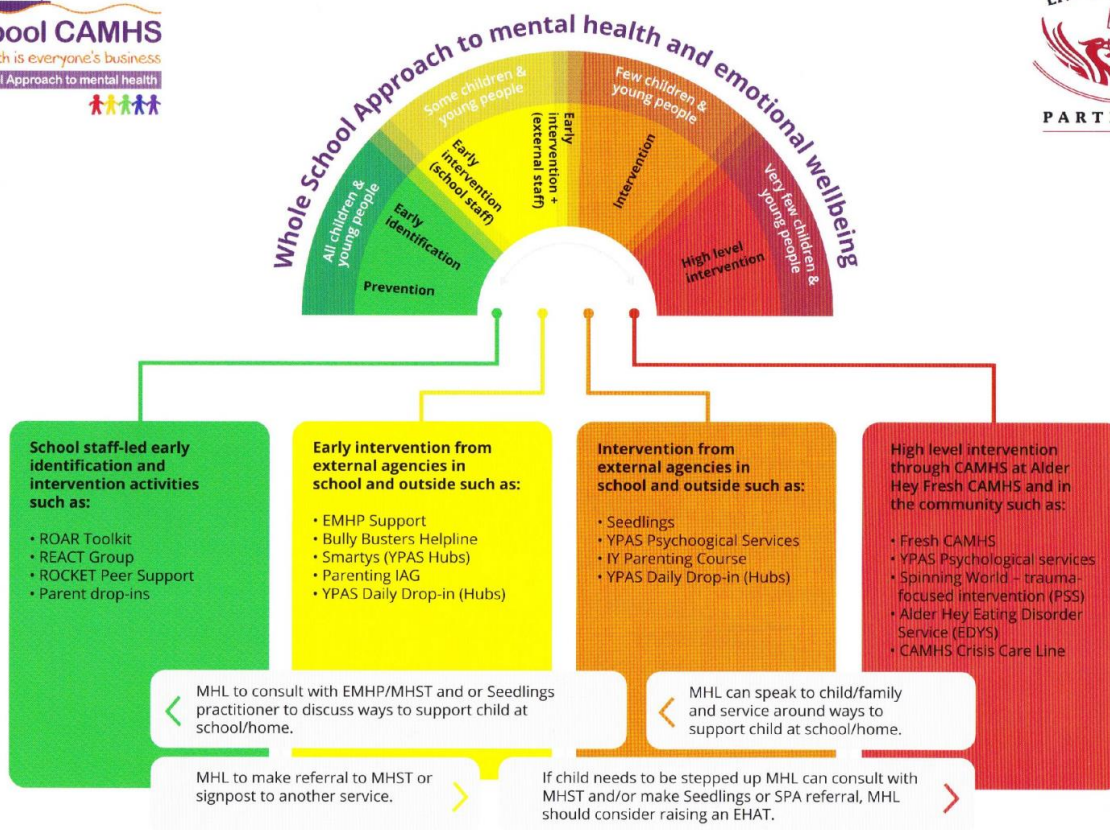 ool CAMHS
th is everyone's business
l Approach to mental health
PART
Whole School Approach to mental health and emotional wellbeing
All children &
young people
Some children &
young people
Few children &
young people
Very few children &
young people
Prevention
Early
identification
Early
intervention
(school staff)
Early
intervention +
(external staff)
Intervention
High level
intervention
School staff-led early
identification and
intervention activities
such as:
• ROAR Toolkit
• REACT Group
• ROCKET Peer Support
• Parent drop-ins
Early intervention from
external agencies in
school and outside such as:
• EMHP Support
• Bully Busters Helpline
• Smartys (YPAS Hubs)
• Parenting IAG
• YPAS Daily Drop-in (Hubs)
Intervention from
external agencies in
school and outside such as:
• Seedlings
• YPAS Psychoogical Services
• IY Parenting Course
• YPAS Daily Drop-in (Hubs)
High level intervention
through CAMHS at Alder
Hey Fresh CAMHS and in
the community such as:
• Fresh CAMHS
• YPAS Psychological services
• Spinning World – trauma-
focused intervention (PSS)
• Alder Hey Eating Disorder
Service (EDYS)
• CAMHS Crisis Care Line
MHL to consult with EMHP/MHST and or Seedlings
practitioner to discuss ways to support child at
school/home.
MHL can speak to child/family
and service around ways to
support child at school/home.
MHL to make referral to MHST or
signpost to another service.
If child needs to be stepped up MHL can consult with
MHST and/or make Seedlings or SPA referral, MHL
should consider raising an EHAT.